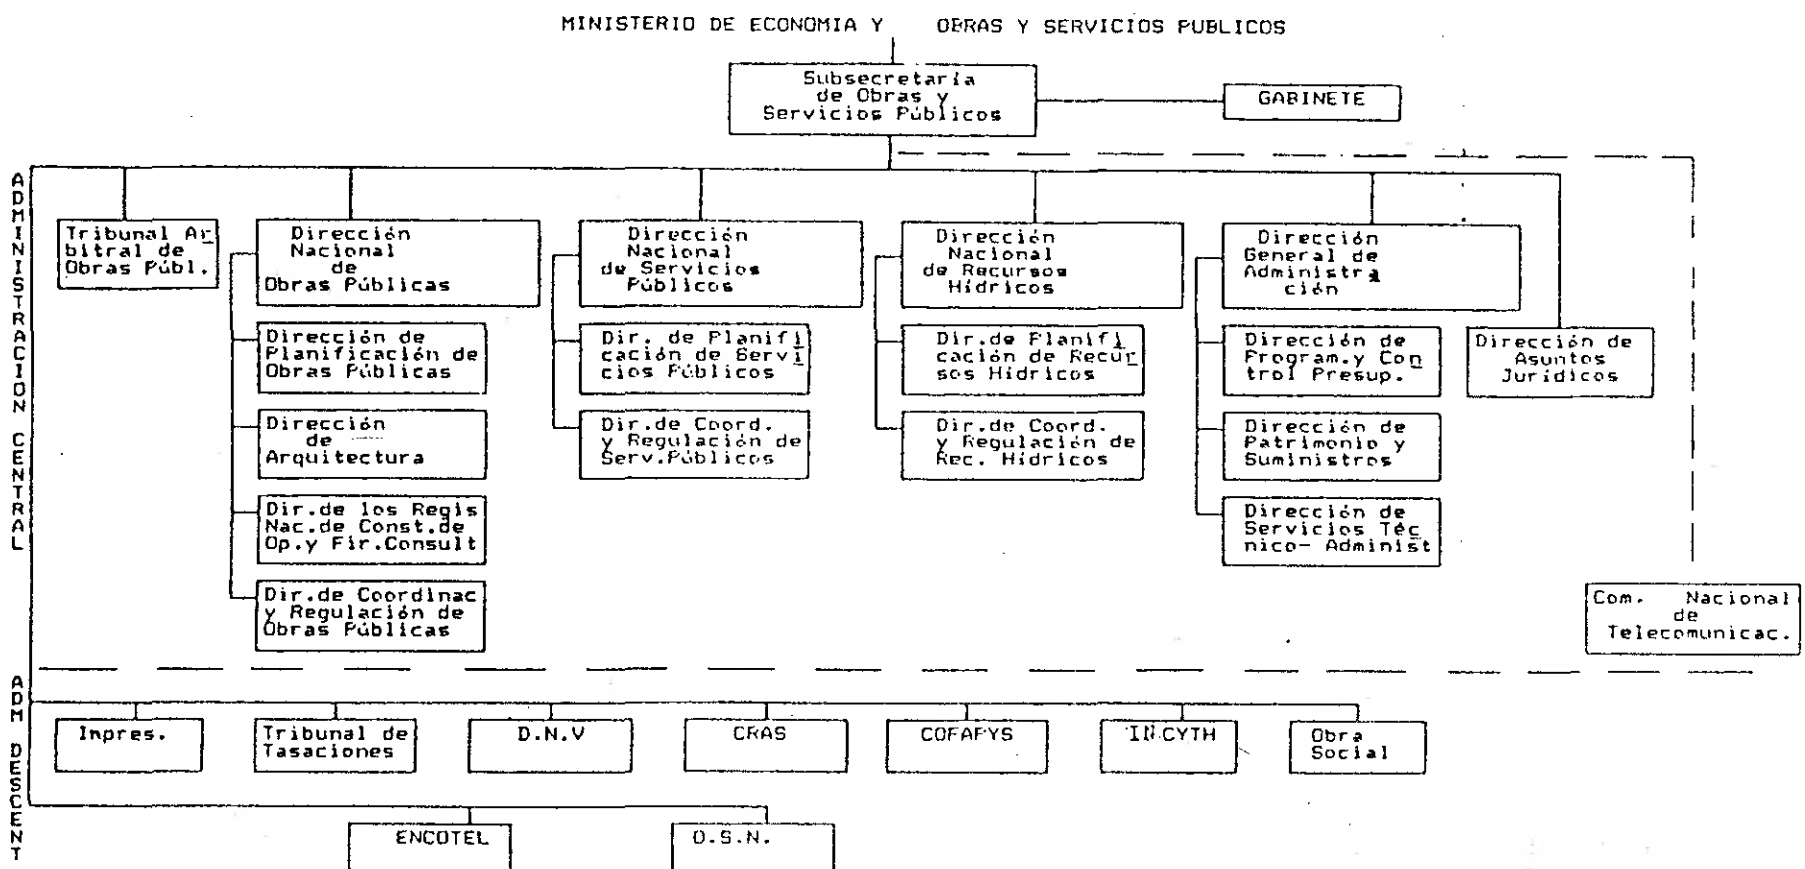 MINISTERIO DE ECONOMIA Y OBRAS Y SERVICIOS PUBLICOS
Subsecretaría
de Obras y
Servicios Públicos
GABINETE
ADMINISTRACION CENTRAL
Tribunal Ar
bitral de
Obras Públ.
Dirección
Nacional
de
Obras Públicas
Dirección
Nacional
de Servicios
Públicos
Dirección
Nacional
de Recursos
Hídricos
Dirección
General de
Administra
ción
Dirección de
Planificación de
Obras Públicas
Dir. de Planifi
cación de Servi
cios Públicos
Dir.de Planifi
cación de Recur
sos Hídricos
Dirección de
Program.y Con
trol Presup.
Dirección de
Asuntos
Jurídicos
Dirección
de
Arquitectura
Dir.de Coord.
y Regulación de
Serv.Públicos
Dir.de Coord.
y Regulación de
Rec. Hídricos
Dirección de
Patrimonio y
Suministros
Dir.de los Regis
Nac.de Const.de
Op.y Fir.Consult
Dirección de
Servicios Téc
nico- Administ
Dir.de Coordinac
y Regulación de
Obras Públicas
Com. Nacional
de
Telecomunicac.
ADM DESCENT
Inpres.
Tribunal de
Tasaciones
D.N.V
CRAS
COFAPYS
INCYTH
Obra
Social
ENCOTEL
O.S.N.